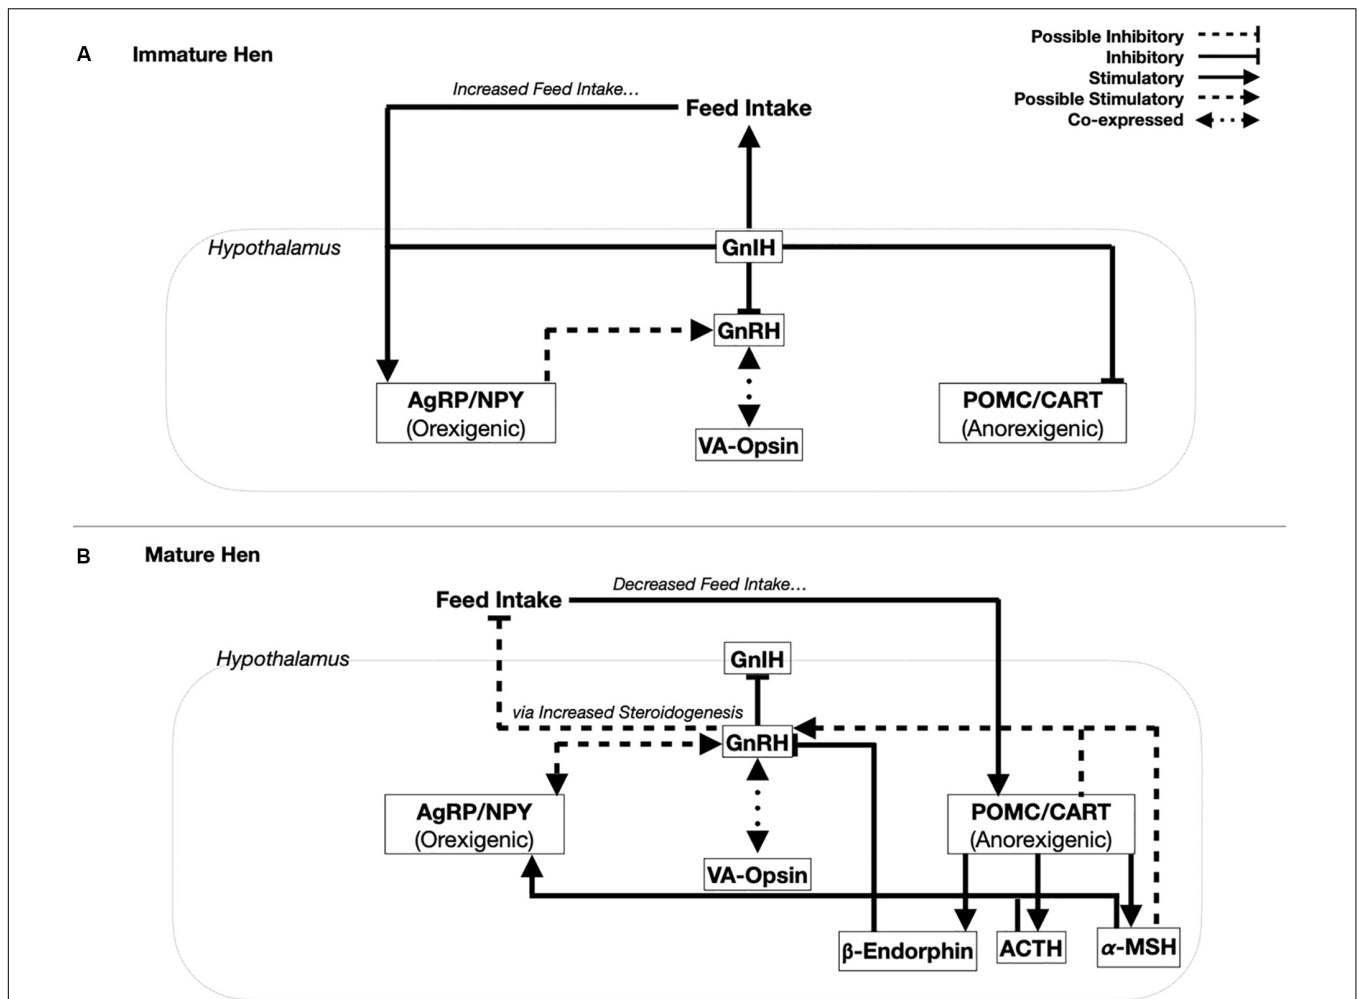 A Immature Hen
Possible Inhibitory
Inhibitory
Stimulatory
Possible Stimulatory
Co-expressed
Increased Feed Intake...
Feed Intake
Hypothalamus
GnIH
GnRH
AgRP/NPY
(Orexigenic)
VA-Opsin
POMC/CART
(Anorexigenic)
B Mature Hen
Decreased Feed Intake...
Feed Intake
Hypothalamus
GnIH
via Increased Steroidogenesis
GnRH
AgRP/NPY
(Orexigenic)
POMC/CART
(Anorexigenic)
VA-Opsin
β-Endorphin
ACTH
α-MSH